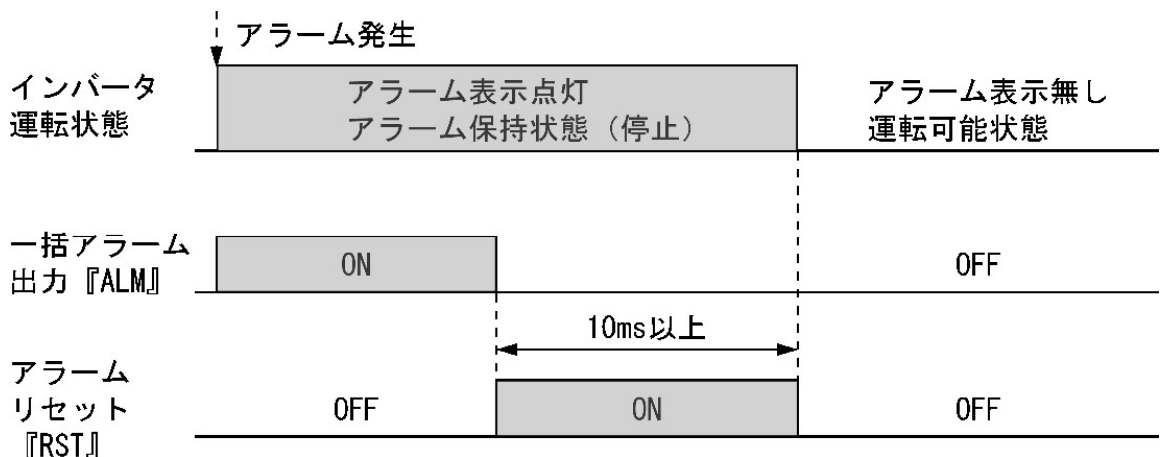 アラーム発生
インバータ
運転状態
アラーム表示点灯
アラーム保持状態（停止）
アラーム表示無し
運転可能状態
一括アラーム
出力『ALM』
ON
OFF
10ms以上
アラーム
リセット
『RST』
OFF
ON
OFF